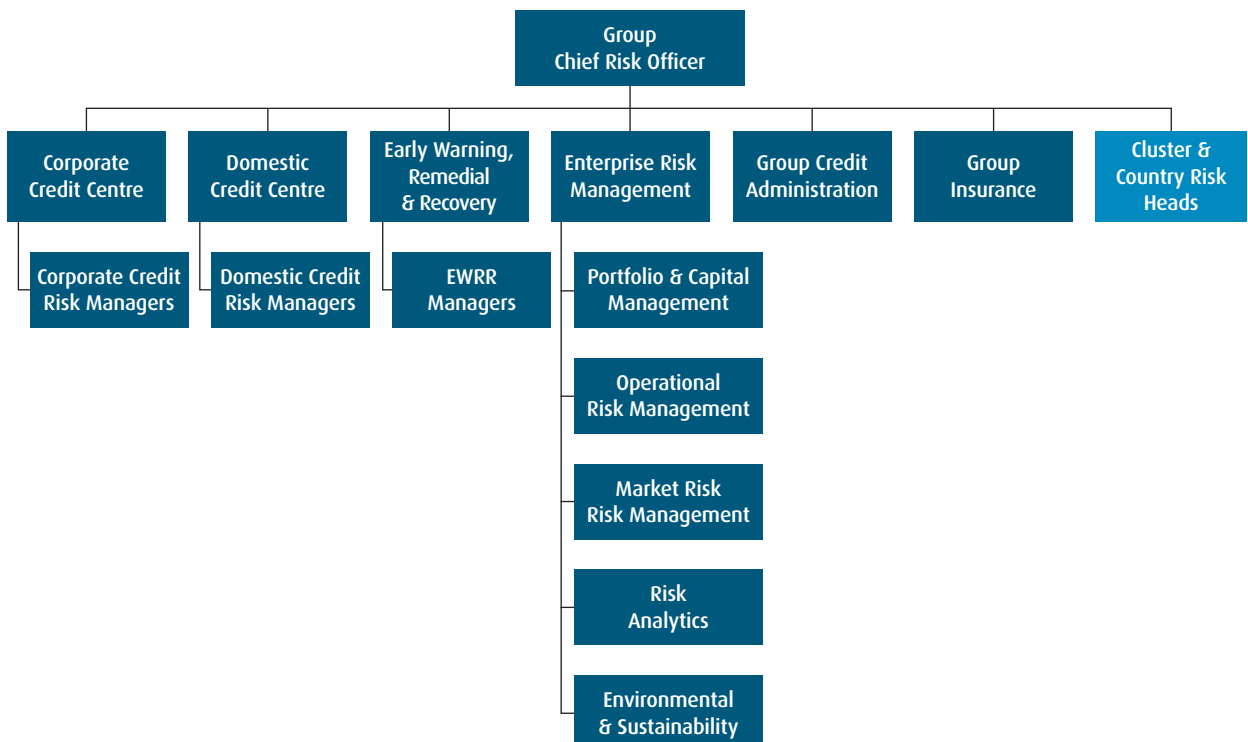 Group
Chief Risk Officer
Corporate
Credit Centre
Domestic
Credit Centre
Early Warning,
Remedial
& Recovery
Enterprise Risk
Management
Group Credit
Administration
Group
Insurance
Cluster &
Country Risk
Heads
Corporate Credit
Risk Managers
Domestic Credit
Risk Managers
EWRR
Managers
Portfolio & Capital
Management
Operational
Risk Management
Market Risk
Risk Management
Risk
Analytics
Environmental
& Sustainability